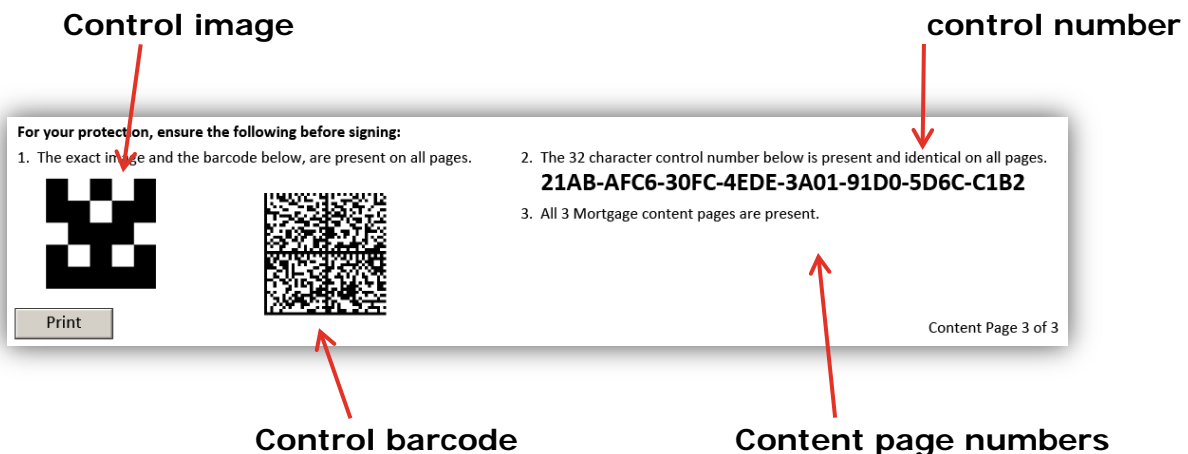 Control image
control number
For your protection, ensure the following before signing:
1. The exact image and the barcode below, are present on all pages.
2. The 32 character control number below is present and identical on all pages.
21AB-AFC6-30FC-4EDE-3A01-91D0-5D6C-C1B2
3. All 3 Mortgage content pages are present.
Print
Content Page 3 of 3
Control barcode
Content page numbers